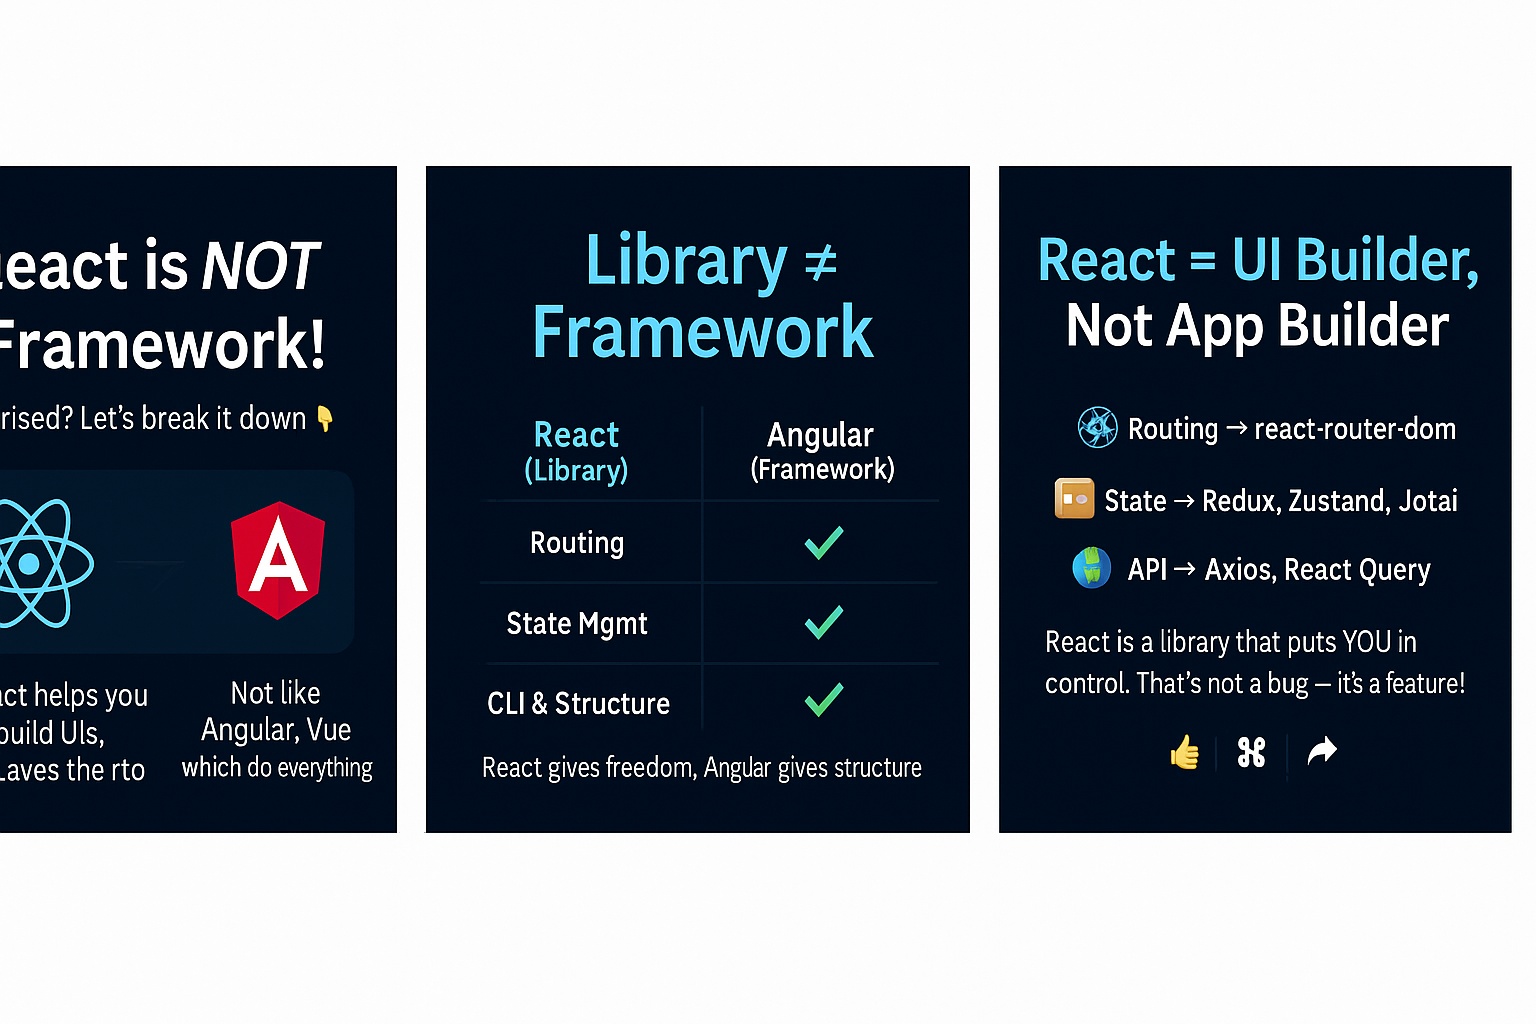 eact is NOT
Framework!
rised? Let's break it down
act helps you
build UIs,
aves the rto
A
Not like
Angular, Vue
which do everything
Library ≠
Framework
React
(Library)
Angular
(Framework)
Routing
State Mgmt
CLI & Structure
React gives freedom, Angular gives structure
React = UI Builder,
Not App Builder
Routing → react-router-dom
State → Redux, Zustand, Jotai
API → Axios, React Query
React is a library that puts YOU in
control. That's not a bug – it's a feature!